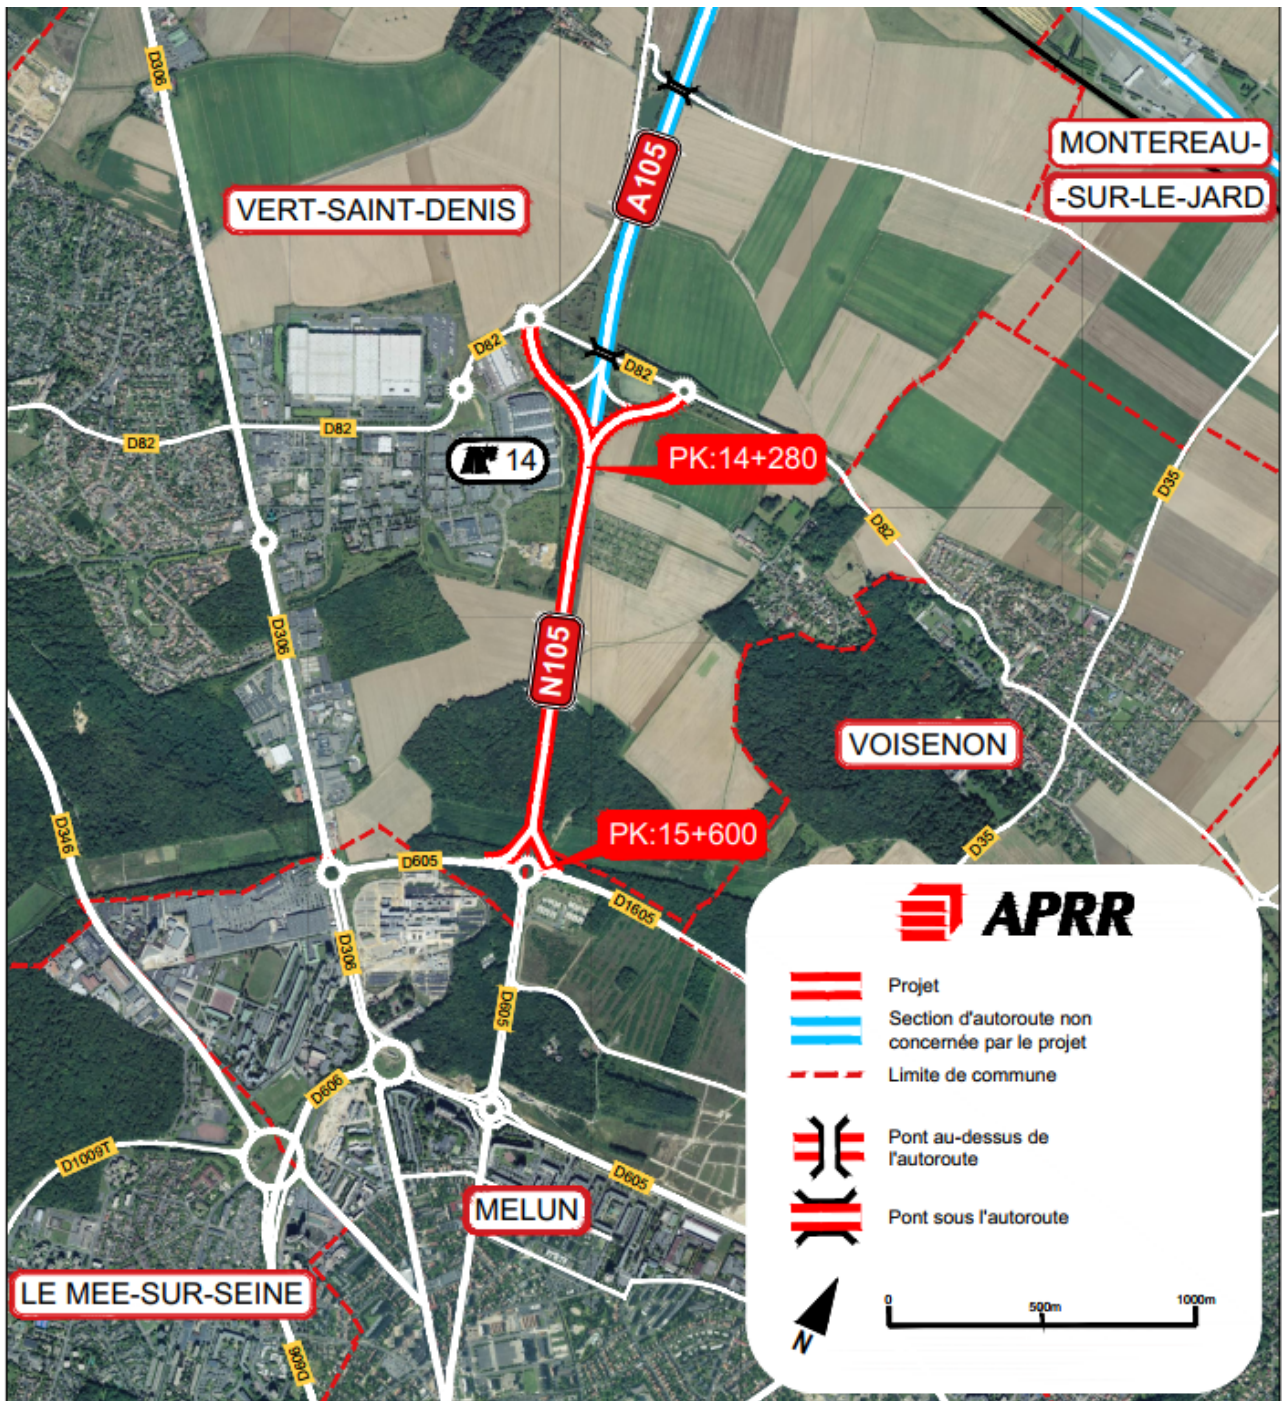 D306
A105
MONTEREAU-
-SUR-LE-JARD
VERT-SAINT-DENIS
D82
D82
D82
D82
14
PK:14+280
D35
D82
D306
N105
VOISENON
D346
PK:15+600
D605
D35
D1605
D306
D605
D606
D1009T
D605
MELUN
LE MEE-SUR-SEINE
D606
APRR
Projet
Section d'autoroute non
concernée par le projet
Limite de commune
Pont au-dessus de
l'autoroute
Pont sous l'autoroute
N
0 500m 1000m